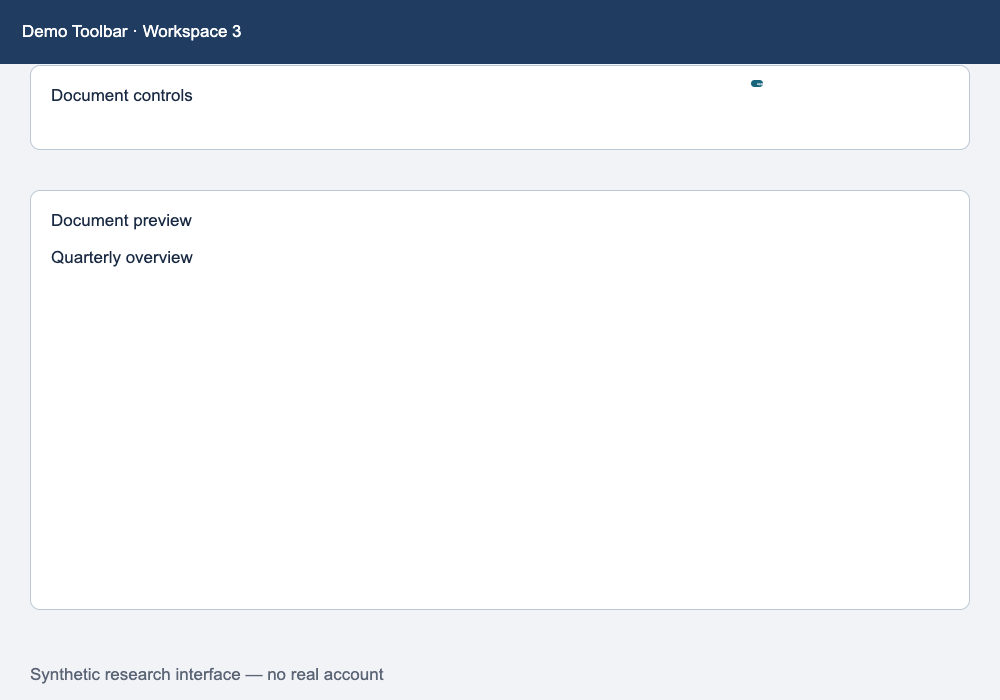 Demo Toolbar · Workspace 3
Document controls
Document preview
Quarterly overview
Synthetic research interface — no real account